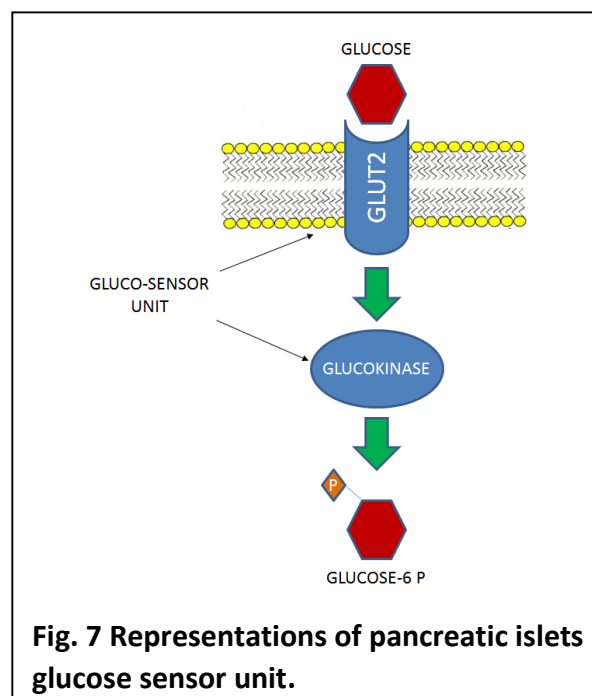 GLUCOSE
GLUT2
GLUCO-SENSOR
UNIT
GLUCOKINASE
P
GLUCOSE-6 P
Fig. 7 Representations of pancreatic islets
glucose sensor unit.